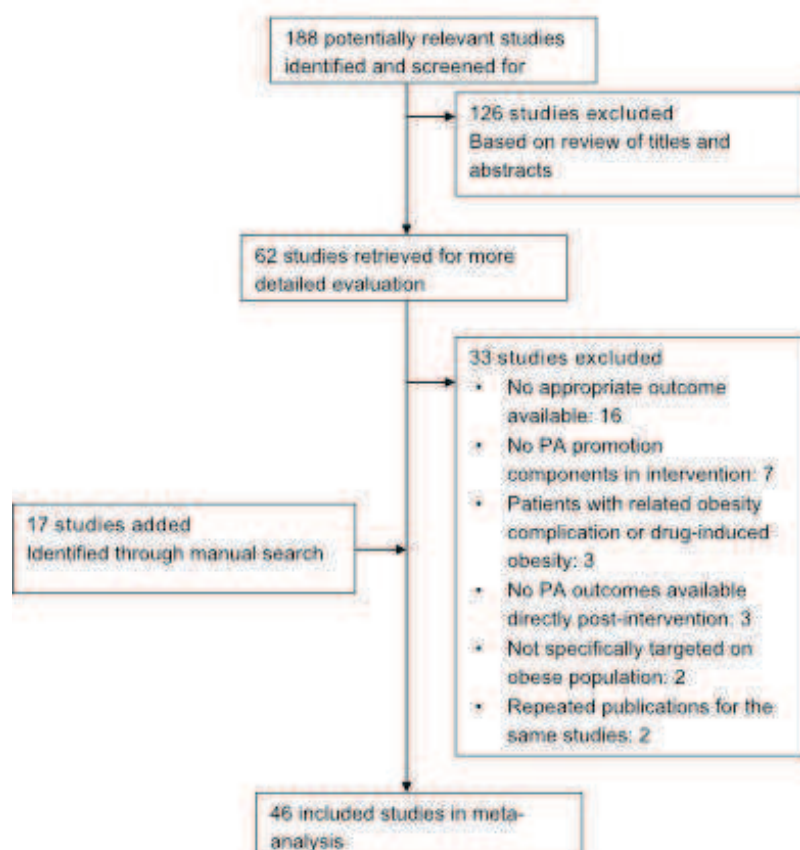 188 potentially relevant studies
identified and screened for
126 studies excluded
Based on review of titles and
abstracts
62 studies retrieved for more
detailed evaluation
33 studies excluded
• No appropriate outcome
available: 16
• No PA promotion
components in intervention: 7
• Patients with related obesity
complication or drug-induced
obesity: 3
• No PA outcomes available
directly post-intervention: 3
• Not specifically targeted on
obese population: 2
• Repeated publications for the
same studies: 2
17 studies added
Identified through manual search
46 included studies in meta-
analysis